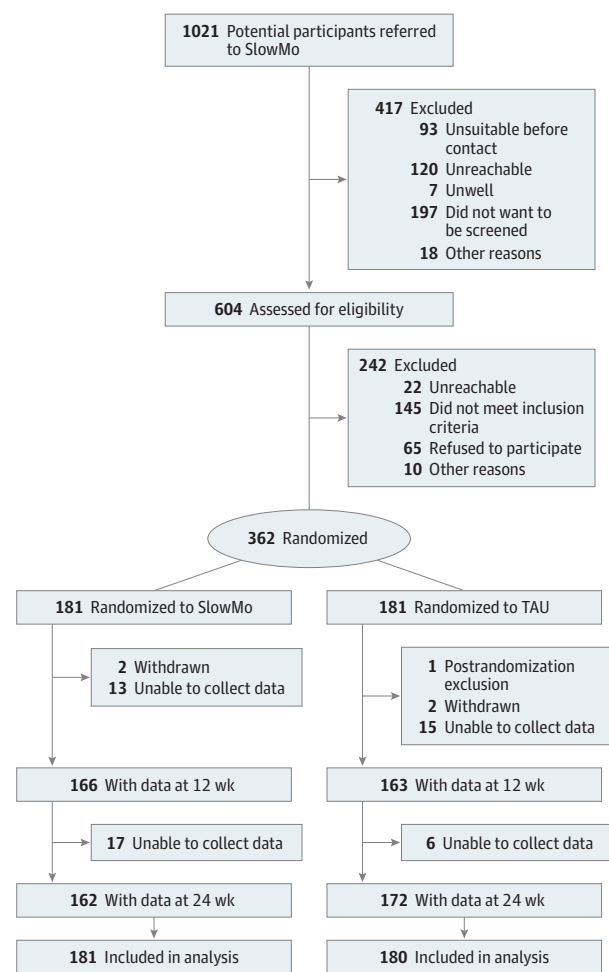 1021 Potential participants referred
to SlowMo
417 Excluded
93 Unsuitable before
contact
120 Unreachable
7 Unwell
197 Did not want to
be screened
18 Other reasons
604 Assessed for eligibility
242 Excluded
22 Unreachable
145 Did not meet inclusion
criteria
65 Refused to participate
10 Other reasons
362 Randomized
181 Randomized to SlowMo
181 Randomized to TAU
2 Withdrawn
13 Unable to collect data
1 Postrandomization
exclusion
2 Withdrawn
15 Unable to collect data
166 With data at 12 wk
163 With data at 12 wk
17 Unable to collect data
6 Unable to collect data
162 With data at 24 wk
172 With data at 24 wk
181 Included in analysis
180 Included in analysis